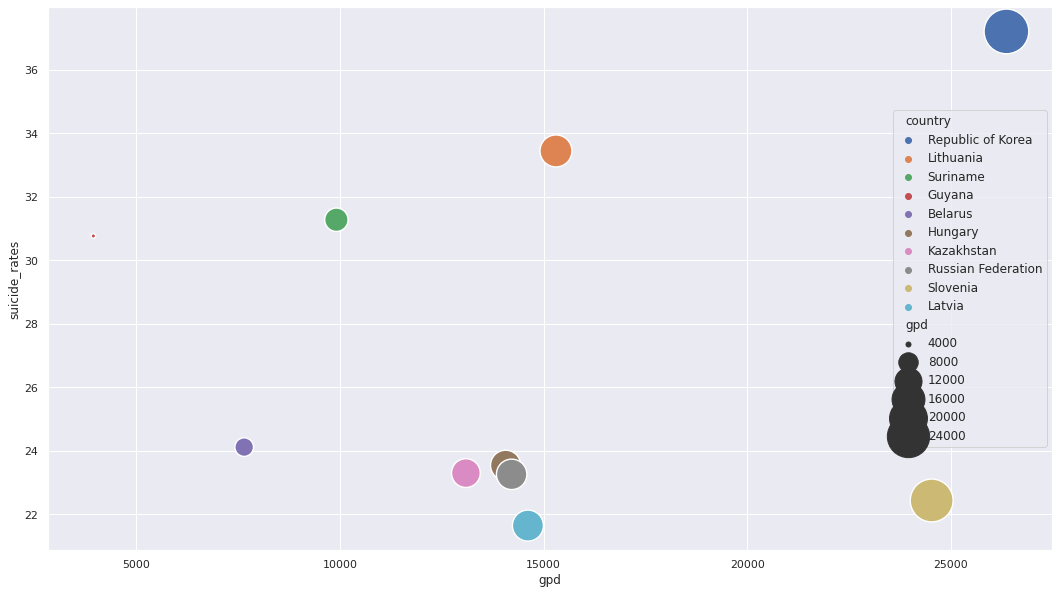 36
34
32
30
28
26
24
22
suicide_rates
5000 10000 15000 20000 25000
gpd
country
Republic of Korea
Lithuania
Suriname
Guyana
Belarus
Hungary
Kazakhstan
Russian Federation
Slovenia
Latvia
gpd
4000
8000
12000
16000
20000
24000